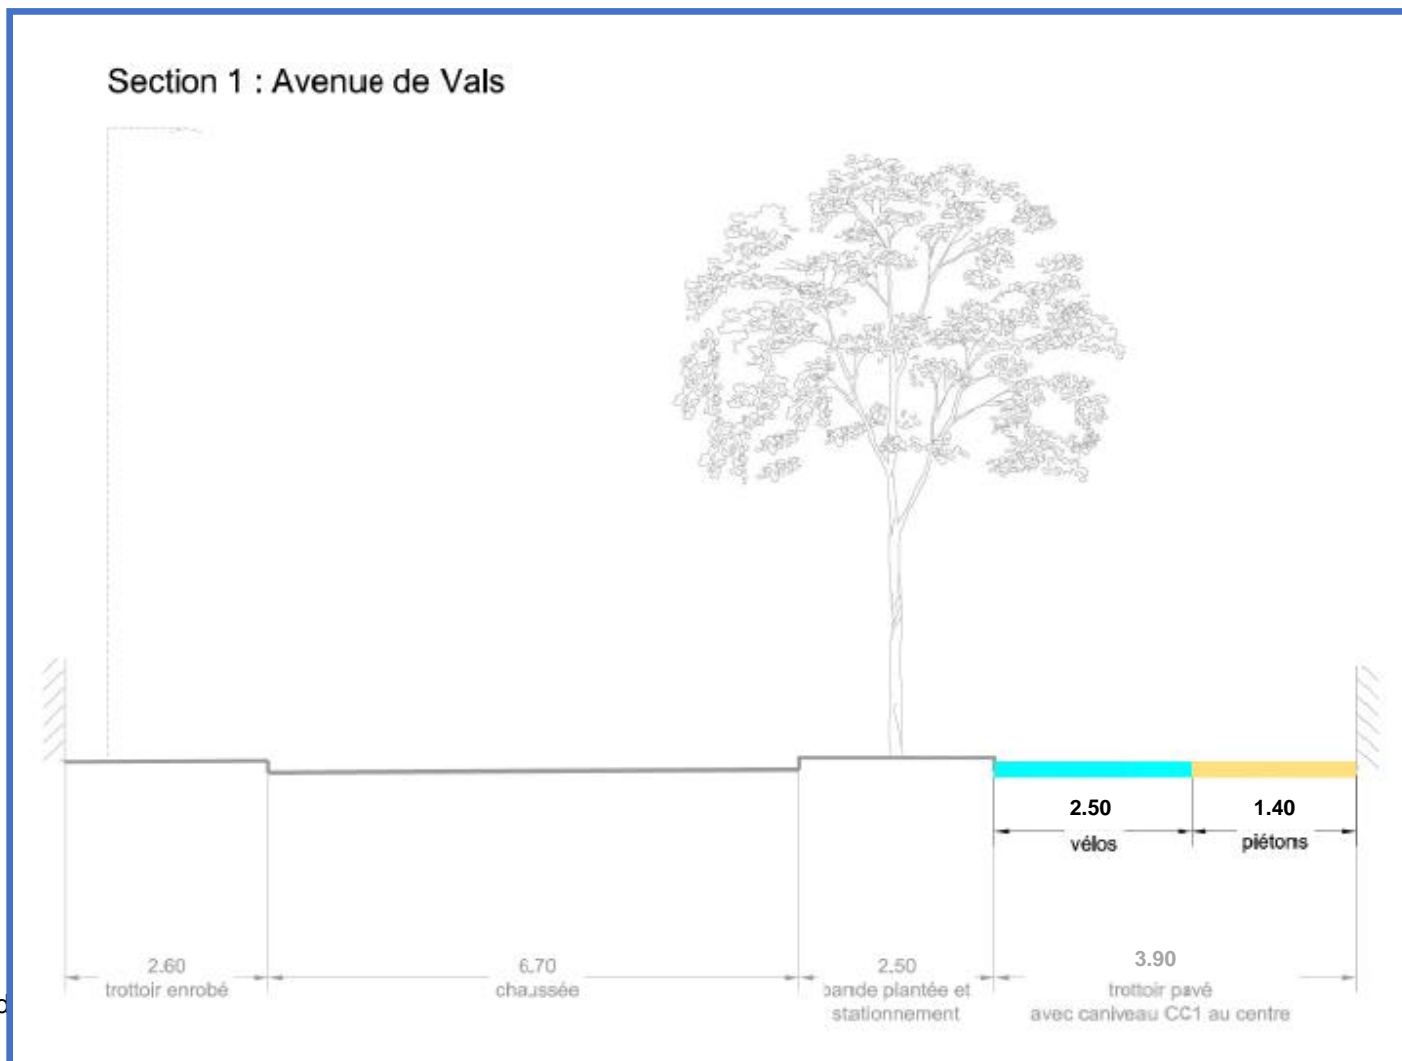 Section 1 : Avenue de Vals
2.50
1.40
vélos
piétons
2.60
6.70
2.50
3.90
trottoir enrobé
chaussée
bande plantée et
stationnement
trottoir pavé
avec caniveau CC1 au centre
d